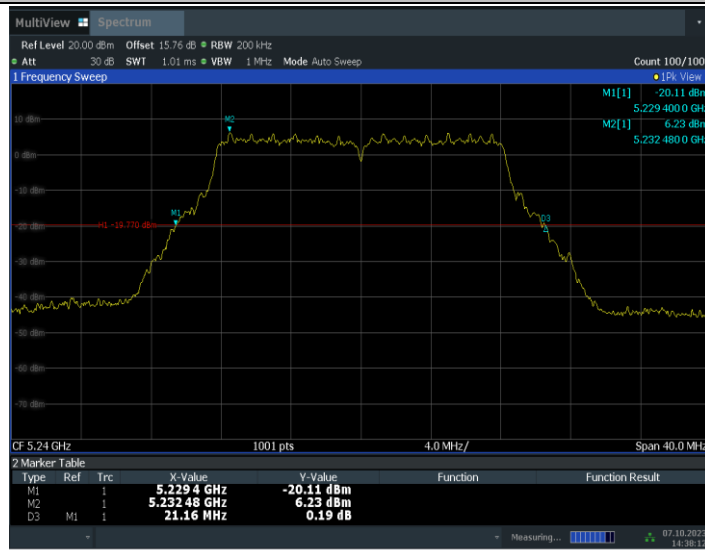 MultiView Spectrum
Ref Level 20.00 dBm Offset 15.76 dB RBW 200 kHz
Att 30 dB SWT 1.01 ms VBW 1 MHz Mode Auto Sweep Count 100/100
1 Frequency Sweep 1Pk View
M1[1] -20.11 dBm
5.229 400 0 GHz
10 dBm
M2
M2[1] 6.23 dBm
5.232 480 0 GHz
0 dBm
-10 dBm
M1
D3
-20 dBm
H1 -19.770 dBm
-30 dBm
-40 dBm
-50 dBm
-60 dBm
-70 dBm
CF 5.24 GHz 1001 pts 4.0 MHz/ Span 40.0 MHz
2 Marker Table
Type Ref Trc X-Value Y-Value Function Function Result
M1 1 5.229 4 GHz -20.11 dBm
M2 1 5.232 48 GHz 6.23 dBm
D3 M1 1 21.16 MHz 0.19 dB
Measuring... 07.10.2023
14:38:17